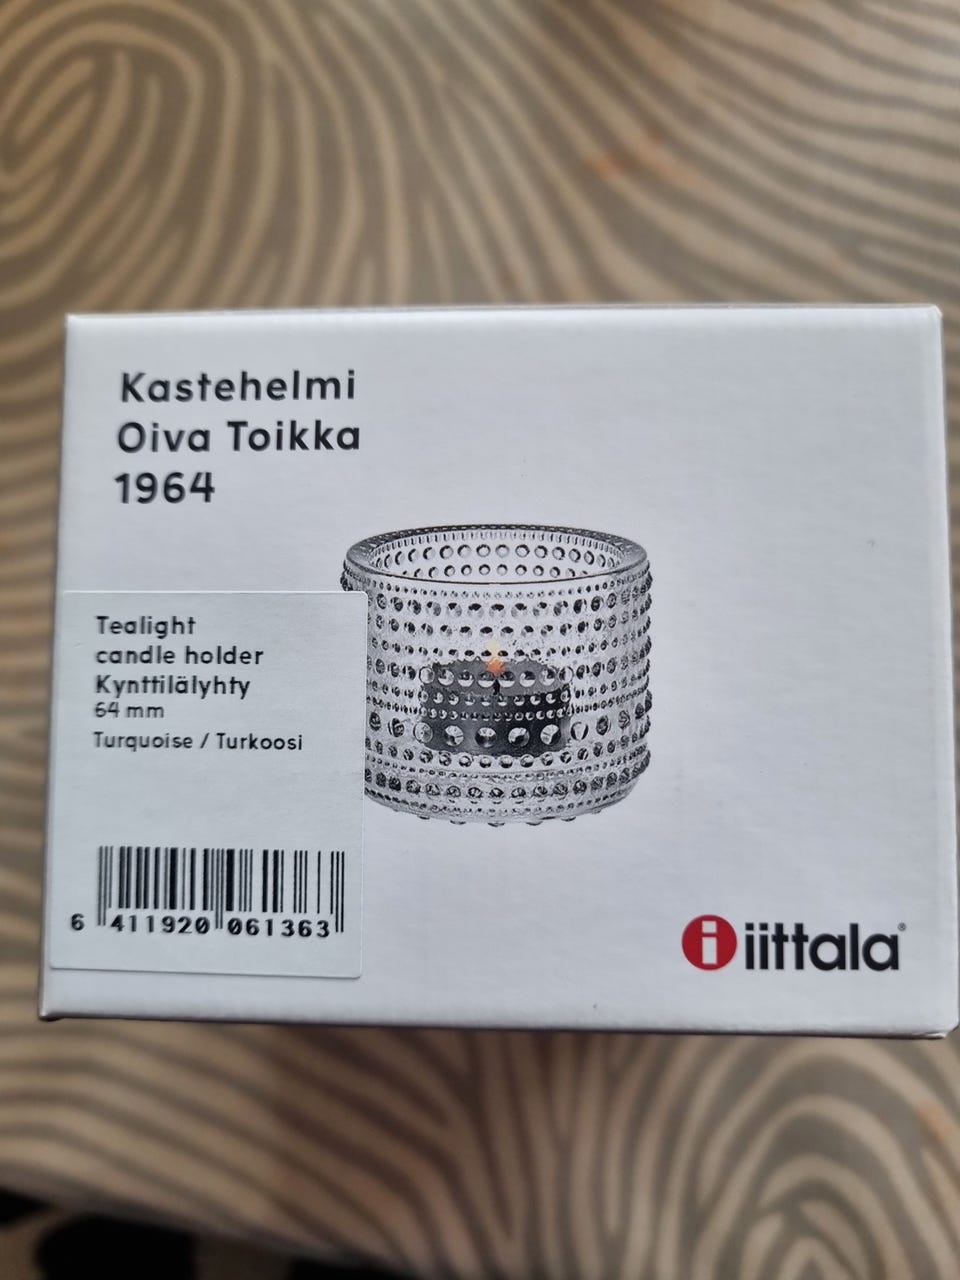 Kastehelmi
Oiva Toikka
1964
Tealight
candle holder
Kynttilälyhty
64 mm
Turquoise / Turkoosi
6 411920 061363
i iittala®